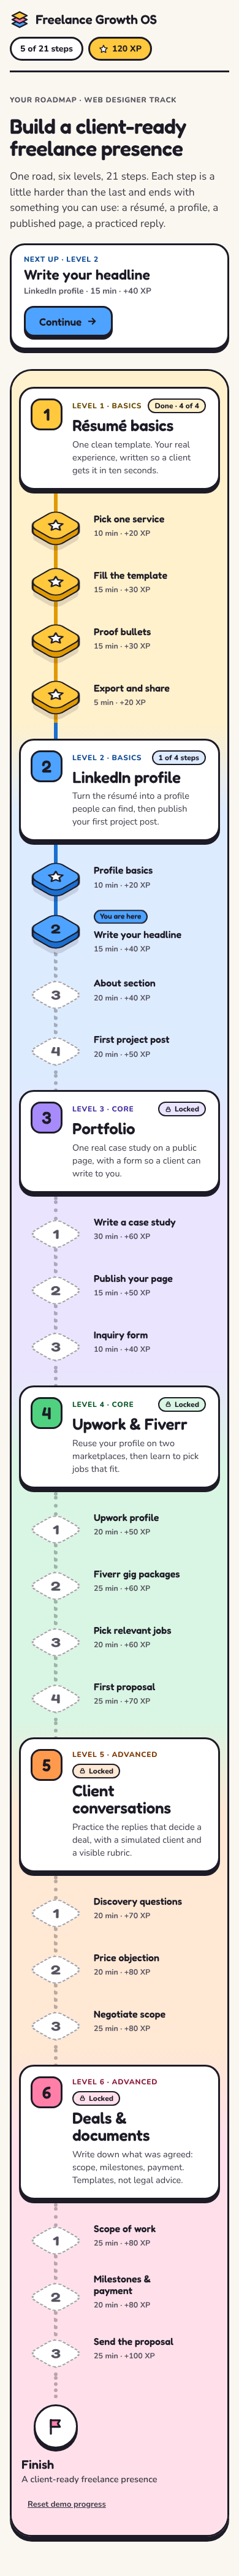 Freelance Growth OS
5 of 21 steps
120 XP
YOUR ROADMAP · WEB DESIGNER TRACK
Build a client-ready
freelance presence
One road, six levels, 21 steps. Each step is a
little harder than the last and ends with
something you can use: a résumé, a profile, a
published page, a practiced reply.
NEXT UP · LEVEL 2
Write your headline
LinkedIn profile · 15 min · +40 XP
Continue →
1
LEVEL 1 · BASICS
Done · 4 of 4
Résumé basics
One clean template. Your real
experience, written so a client
gets it in ten seconds.
Pick one service
10 min · +20 XP
Fill the template
15 min · +30 XP
Proof bullets
15 min · +30 XP
Export and share
5 min · +20 XP
2
LEVEL 2 · BASICS
1 of 4 steps
LinkedIn profile
Turn the résumé into a profile
people can find, then publish
your first project post.
Profile basics
10 min · +20 XP
You are here
2
Write your headline
15 min · +40 XP
3
About section
20 min · +40 XP
4
First project post
20 min · +50 XP
3
LEVEL 3 · CORE
Locked
Portfolio
One real case study on a public
page, with a form so a client can
write to you.
1
Write a case study
30 min · +60 XP
2
Publish your page
15 min · +50 XP
3
Inquiry form
10 min · +40 XP
4
LEVEL 4 · CORE
Locked
Upwork & Fiverr
Reuse your profile on two
marketplaces, then learn to pick
jobs that fit.
1
Upwork profile
20 min · +50 XP
2
Fiverr gig packages
25 min · +60 XP
3
Pick relevant jobs
20 min · +60 XP
4
First proposal
25 min · +70 XP
5
LEVEL 5 · ADVANCED
Locked
Client
conversations
Practice the replies that decide a
deal, with a simulated client and
a visible rubric.
1
Discovery questions
20 min · +70 XP
2
Price objection
20 min · +80 XP
3
Negotiate scope
25 min · +80 XP
6
LEVEL 6 · ADVANCED
Locked
Deals &
documents
Write down what was agreed:
scope, milestones, payment.
Templates, not legal advice.
1
Scope of work
25 min · +80 XP
2
Milestones &
payment
20 min · +80 XP
3
Send the proposal
25 min · +100 XP
Finish
A client-ready freelance presence
Reset demo progress